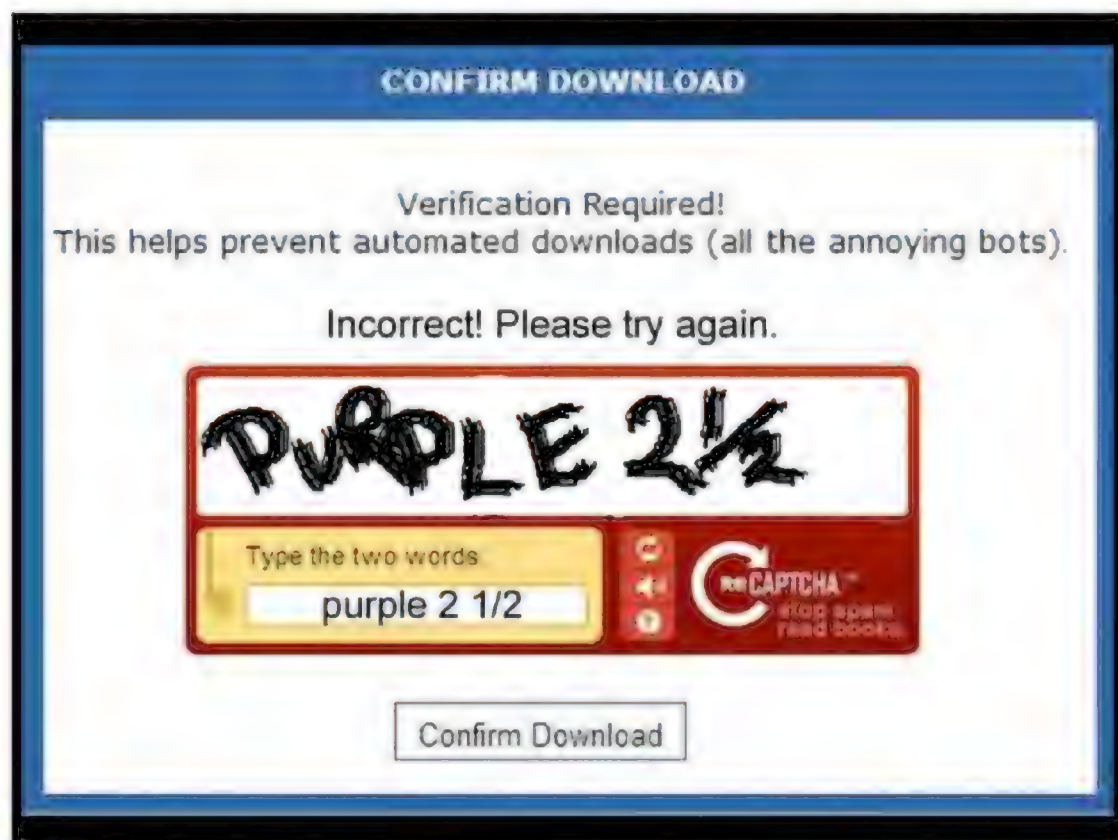 CONFIRM DOWNLOAD
Verification Required!
This helps prevent automated downloads (all the annoying bots).
Incorrect! Please try again.
PURPLE 2½
Type the two words
purple 2 1/2
reCAPTCHA™
stop spam.
read books.
Confirm Download